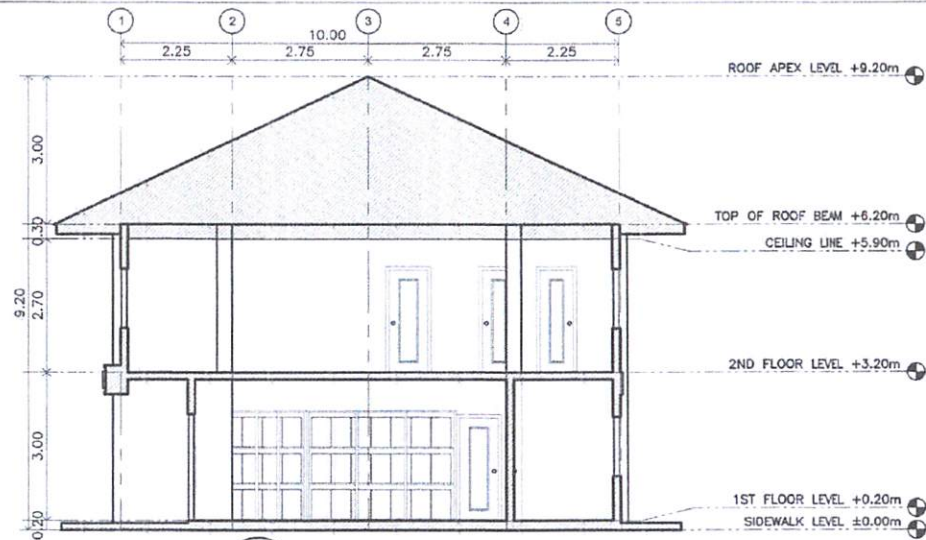 1 2 3 4 5
10.00
2.25 2.75 2.75 2.25
ROOF APEX LEVEL +9.20m
3.00
TOP OF ROOF BEAM +6.20m
0.30
CEILING LINE +5.90m
9.20
2.70
2ND FLOOR LEVEL +3.20m
3.00
1ST FLOOR LEVEL +0.20m
SIDEWALK LEVEL ±0.00m
0.20